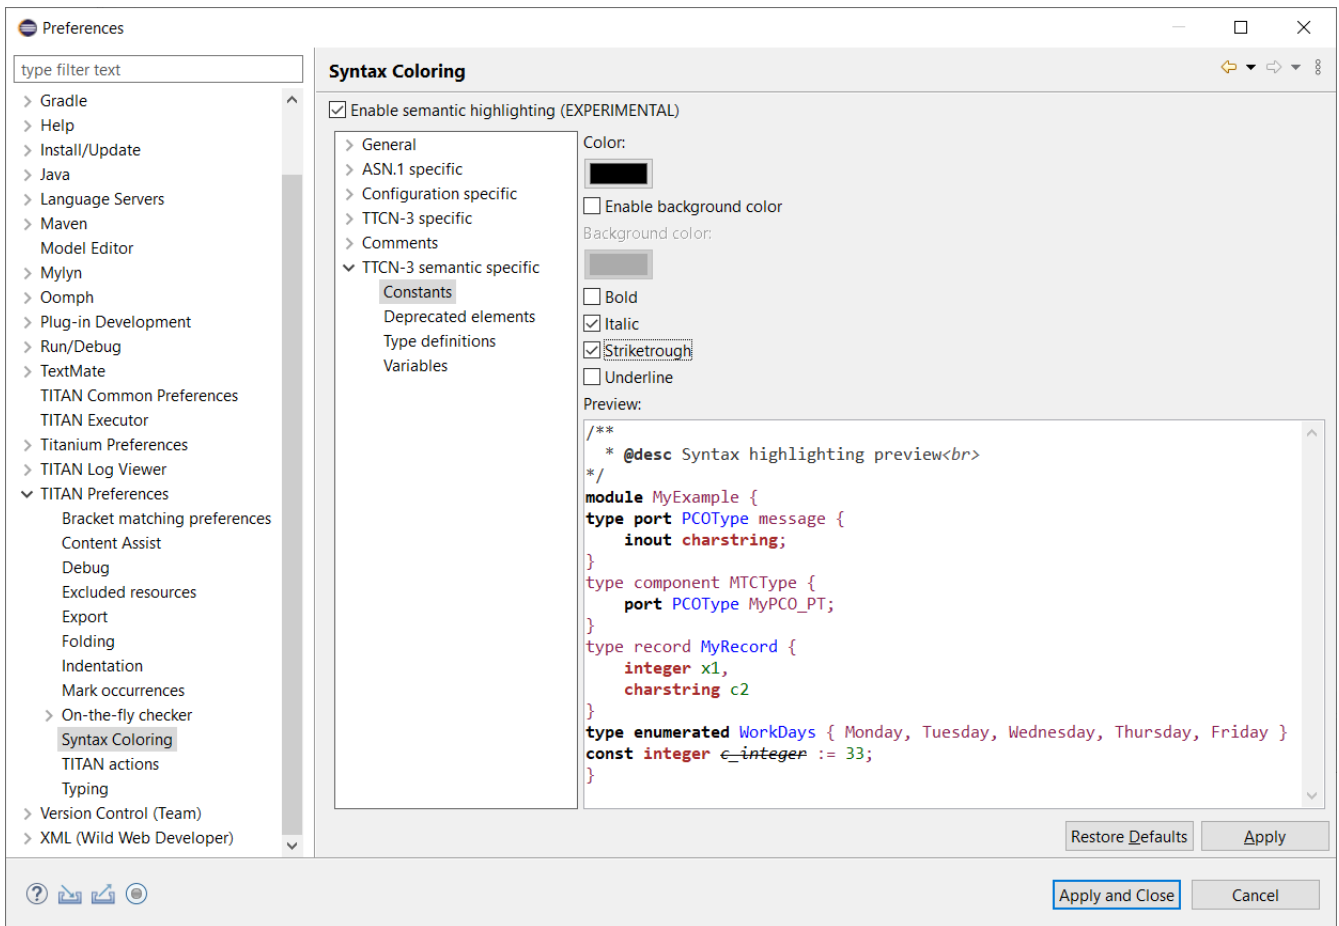 Preferences
type filter text
Gradle
Help
Install/Update
Java
Language Servers
Maven
Model Editor
Mylyn
Oomph
Plug-in Development
Run/Debug
TextMate
TITAN Common Preferences
TITAN Executor
Titanium Preferences
TITAN Log Viewer
TITAN Preferences
Bracket matching preferences
Content Assist
Debug
Excluded resources
Export
Folding
Indentation
Mark occurrences
On-the-fly checker
Syntax Coloring
TITAN actions
Typing
Version Control (Team)
XML (Wild Web Developer)
Syntax Coloring
Enable semantic highlighting (EXPERIMENTAL)
General
ASN.1 specific
Configuration specific
TTCN-3 specific
Comments
TTCN-3 semantic specific
Constants
Deprecated elements
Type definitions
Variables
Color:
Enable background color
Background color:
Bold
Italic
Striketrough
Underline
Preview:
/**
* @desc Syntax highlighting preview<br>
*/
module MyExample {
type port PCOType message {
inout charstring;
}
type component MTCType {
port PCOType MyPCO_PT;
}
type record MyRecord {
integer x1,
charstring c2
}
type enumerated WorkDays { Monday, Tuesday, Wednesday, Thursday, Friday }
const integer c_integer := 33;
}
Restore Defaults
Apply
?
Apply and Close
Cancel